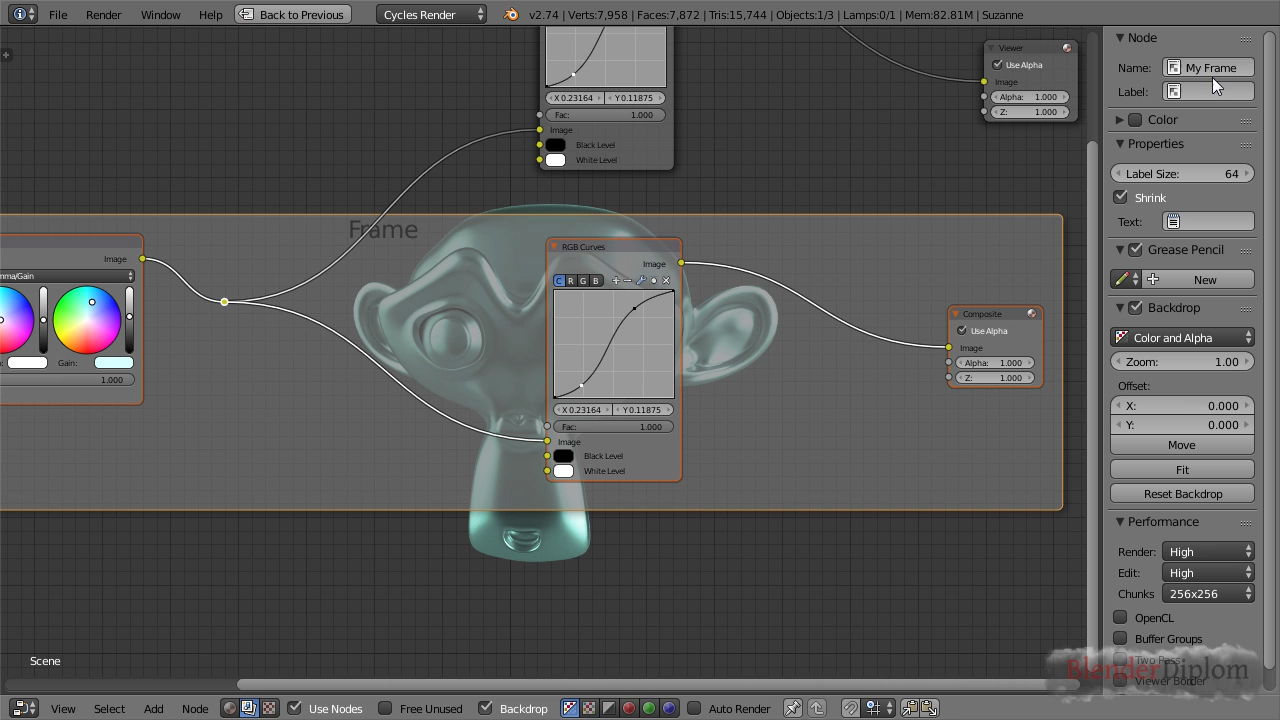 File Render Window Help Back to Previous Cycles Render v2.74 | Verts:7,958 | Faces:7,872 | Tris:15,744 | Objects:1/3 | Lamps:0/1 | Mem:82.81M | Suzanne
X 0.23164 Y 0.11875
Fac: 1.000
Image
Black Level
White Level
Viewer
Use Alpha
Image
Alpha: 1.000
Z: 1.000
Frame
Image
mma/Gain
Gain:
1.000
RGB Curves
Image
C R G B
X 0.23164 Y 0.11875
Fac: 1.000
Image
Black Level
White Level
Composite
Use Alpha
Image
Alpha: 1.000
Z: 1.000
Scene
Node
Name: My Frame
Label:
Color
Properties
Label Size: 64
Shrink
Text:
Grease Pencil
New
Backdrop
Color and Alpha
Zoom: 1.00
Offset:
X: 0.000
Y: 0.000
Move
Fit
Reset Backdrop
Performance
Render: High
Edit: High
Chunks 256x256
OpenCL
Buffer Groups
Two Pass
Viewer Border
BlenderDiplom
View Select Add Node Use Nodes Free Unused Backdrop Auto Render